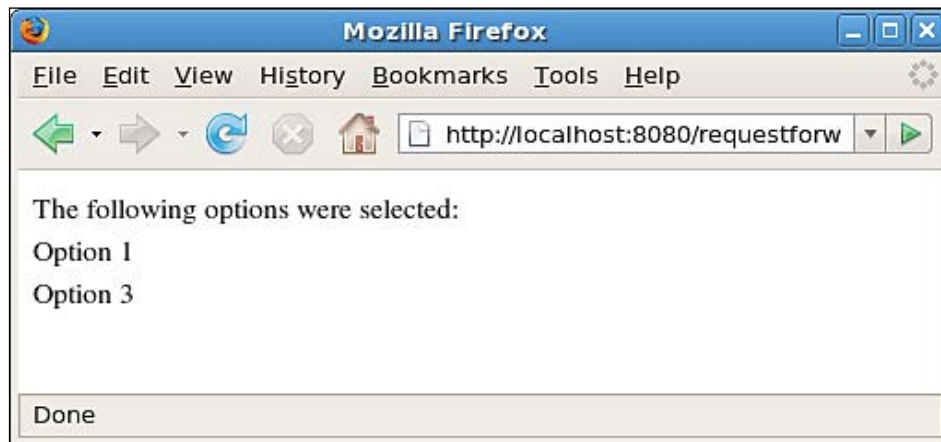 Mozilla Firefox
File Edit View History Bookmarks Tools Help
http://localhost:8080/requestforw
The following options were selected:
Option 1
Option 3
Done